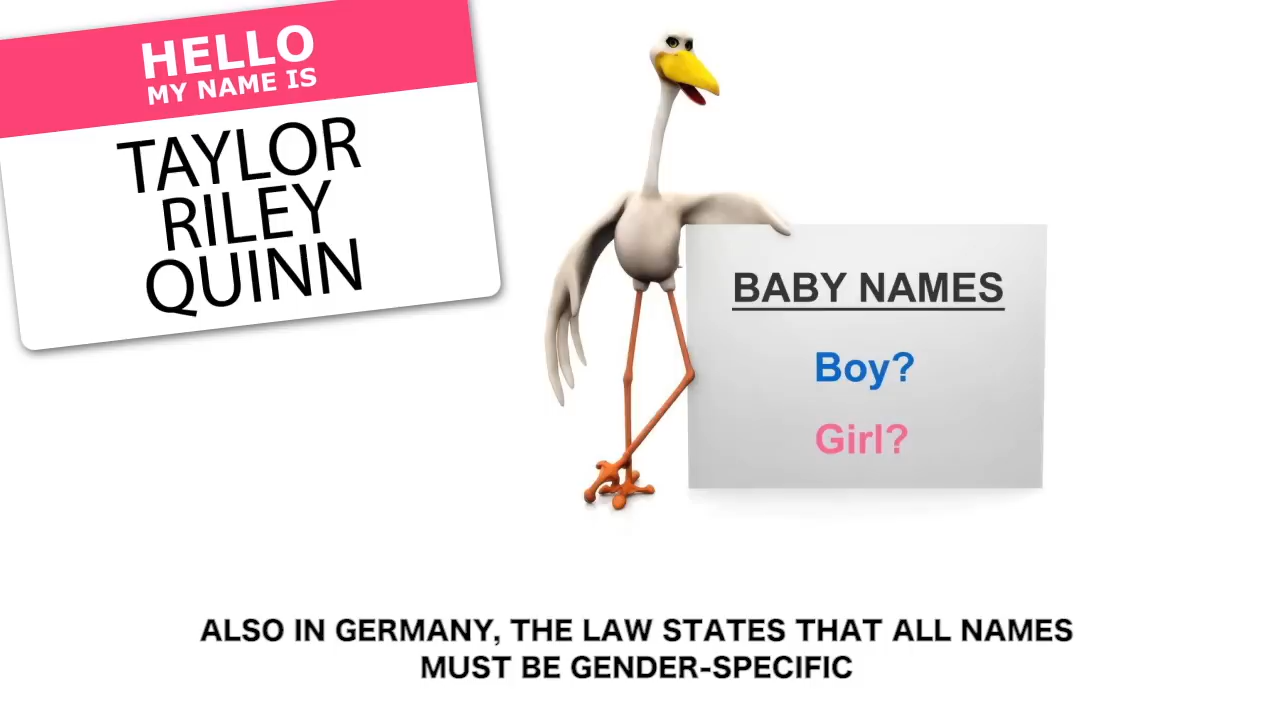 HELLO
MY NAME IS
TAYLOR
RILEY
QUINN
BABY NAMES
Boy?
Girl?
ALSO IN GERMANY, THE LAW STATES THAT ALL NAMES
MUST BE GENDER-SPECIFIC